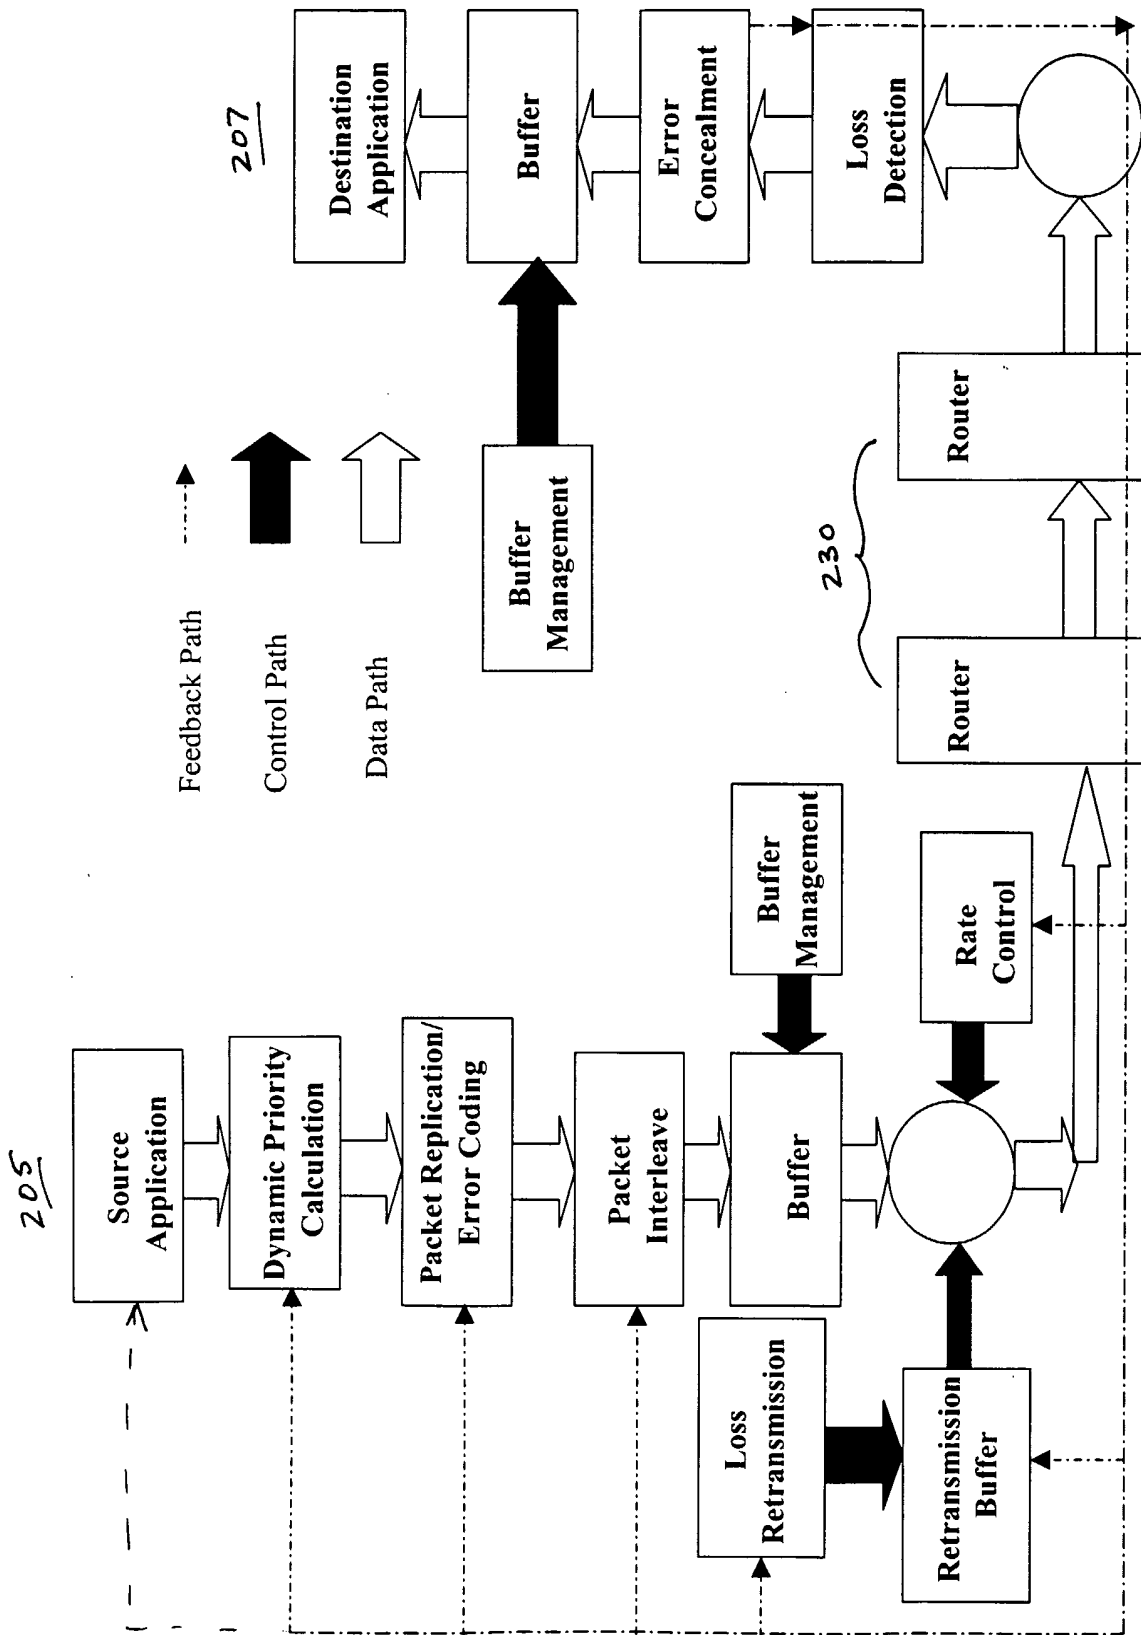 205
Source
Application
Dynamic Priority
Calculation
Packet Replication/
Error Coding
Packet
Interleave
Buffer
Buffer
Management
Loss
Retransmission
Retransmission
Buffer
Rate
Control
Feedback Path
Control Path
Data Path
Router
230
Router
207
Destination
Application
Buffer
Buffer
Management
Error
Concealment
Loss
Detection